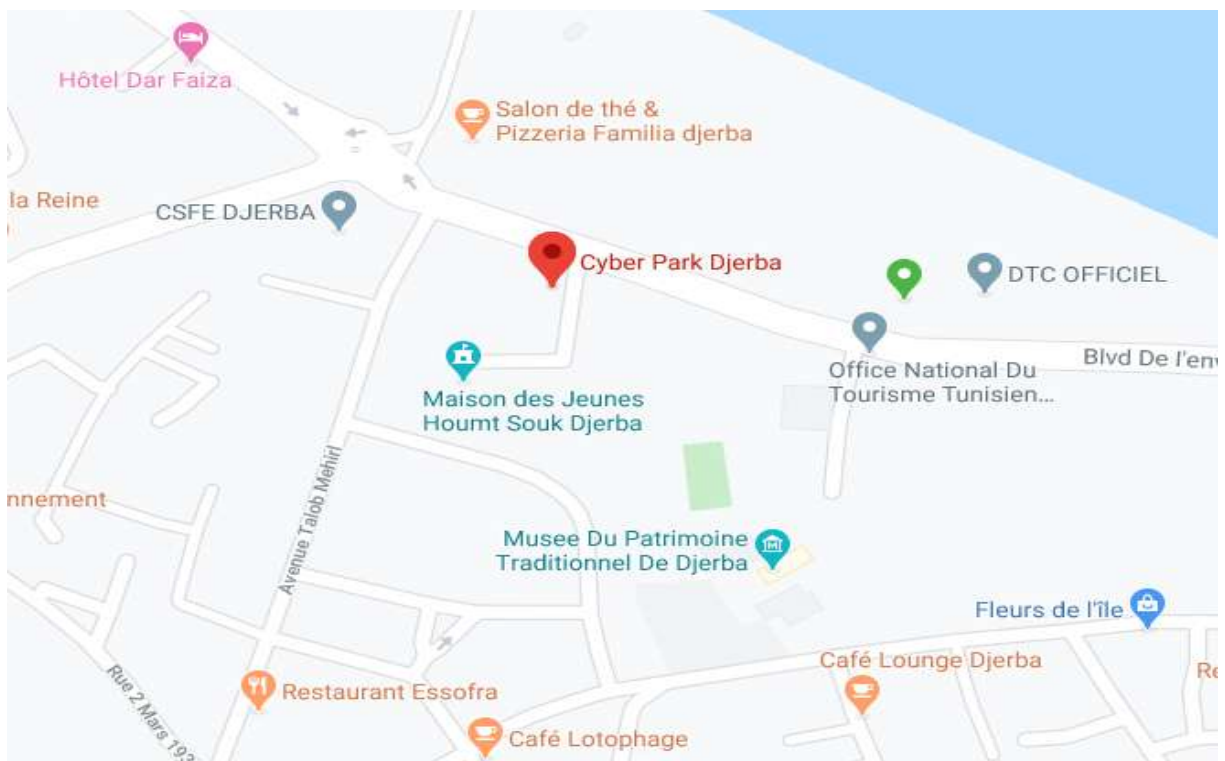 Hôtel Dar Faiza
Salon de thé &
Pizzeria Familia djerba
la Reine
CSFE DJERBA
Cyber Park Djerba
DTC OFFICIEL
Office National Du
Tourisme Tunisien...
Blvd De l'env
Maison des Jeunes
Houmt Souk Djerba
Avenue Talob Mehiri
nnement
Musee Du Patrimoine
Traditionnel De Djerba
Fleurs de l'île
Café Lounge Djerba
Re
Restaurant Essofra
Rue 2 Mars 193
Café Lotophage